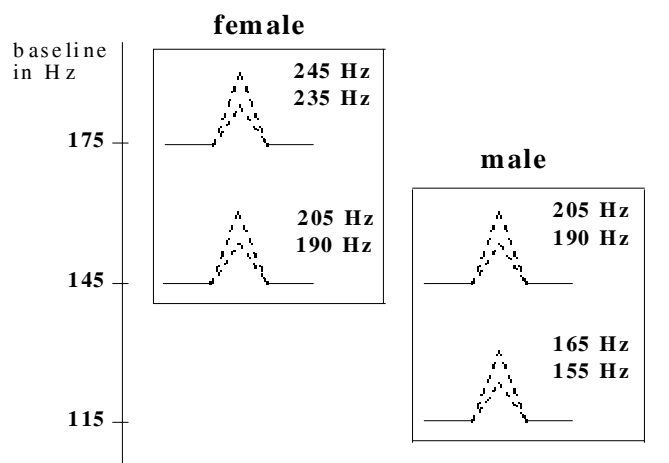 female
baseline
in Hz
245 Hz
235 Hz
175
male
205 Hz
190 Hz
205 Hz
190 Hz
145
165 Hz
155 Hz
115